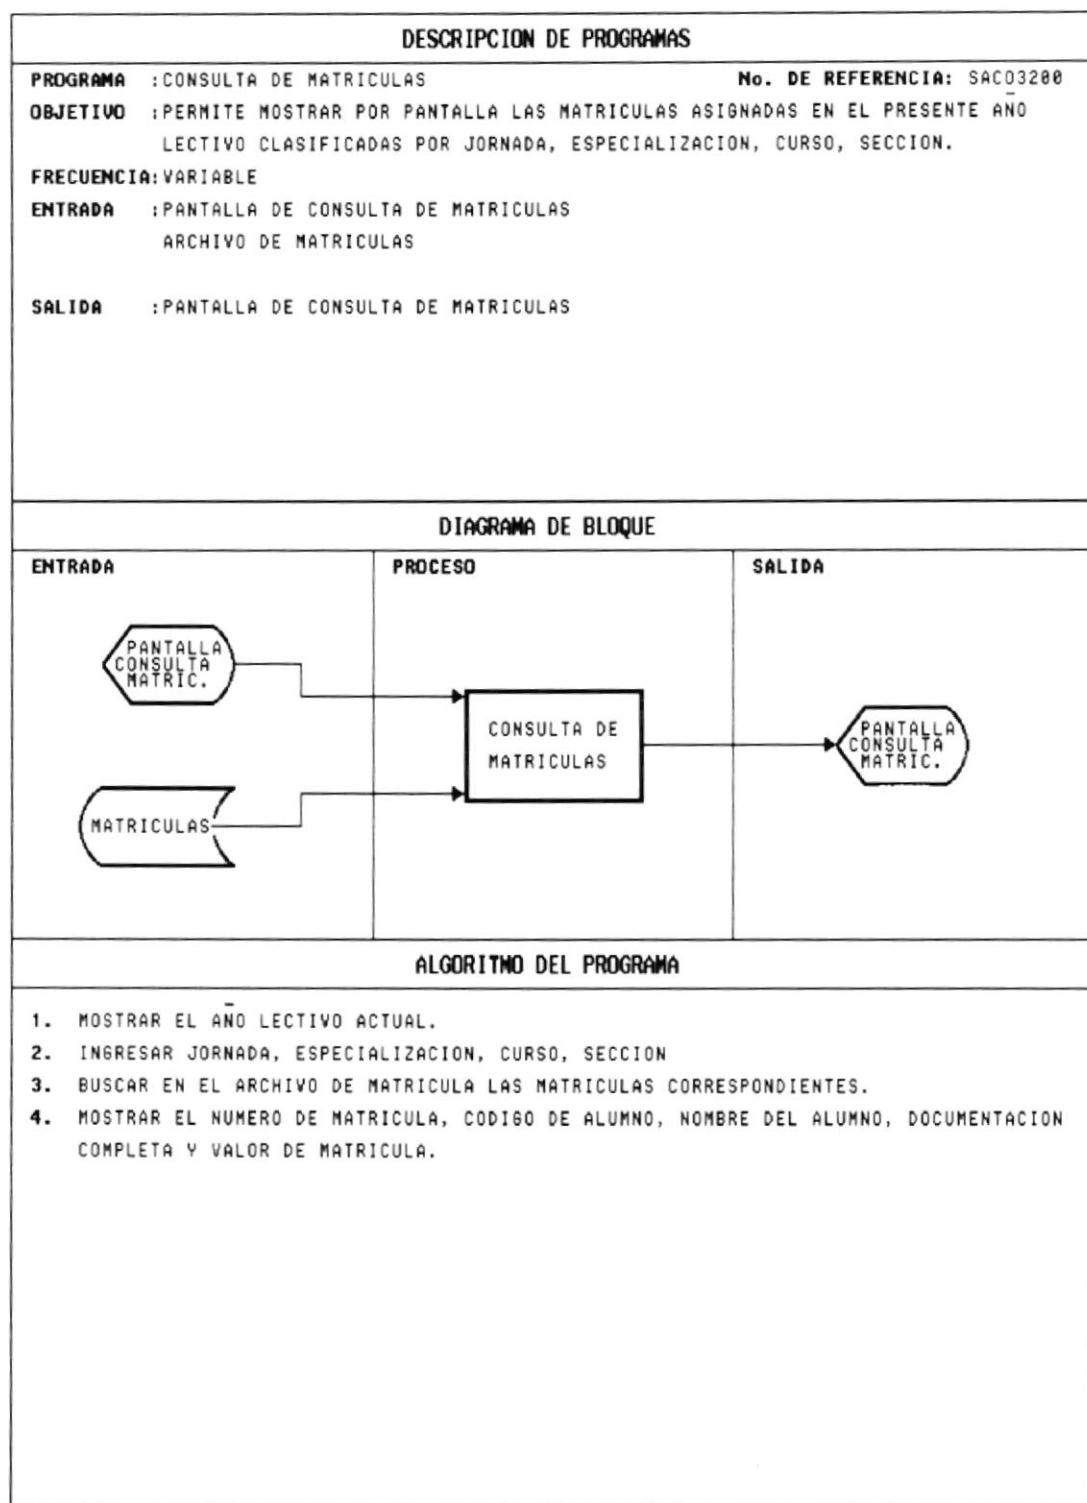 DESCRIPCION DE PROGRAMAS
PROGRAMA :CONSULTA DE MATRICULAS No. DE REFERENCIA: SACO3200
OBJETIVO :PERMITE MOSTRAR POR PANTALLA LAS MATRICULAS ASIGNADAS EN EL PRESENTE AÑO
LECTIVO CLASIFICADAS POR JORNADA, ESPECIALIZACION, CURSO, SECCION.
FRECUENCIA:VARIABLE
ENTRADA :PANTALLA DE CONSULTA DE MATRICULAS
ARCHIVO DE MATRICULAS
SALIDA :PANTALLA DE CONSULTA DE MATRICULAS
DIAGRAMA DE BLOQUE
ENTRADA PROCESO SALIDA
PANTALLA
CONSULTA
MATRIC.
MATRICULAS
CONSULTA DE
MATRICULAS
PANTALLA
CONSULTA
MATRIC.
ALGORITMO DEL PROGRAMA
1. MOSTRAR EL AÑO LECTIVO ACTUAL.
2. INGRESAR JORNADA, ESPECIALIZACION, CURSO, SECCION
3. BUSCAR EN EL ARCHIVO DE MATRICULA LAS MATRICULAS CORRESPONDIENTES.
4. MOSTRAR EL NUMERO DE MATRICULA, CODIGO DE ALUMNO, NOMBRE DEL ALUMNO, DOCUMENTACION
COMPLETA Y VALOR DE MATRICULA.